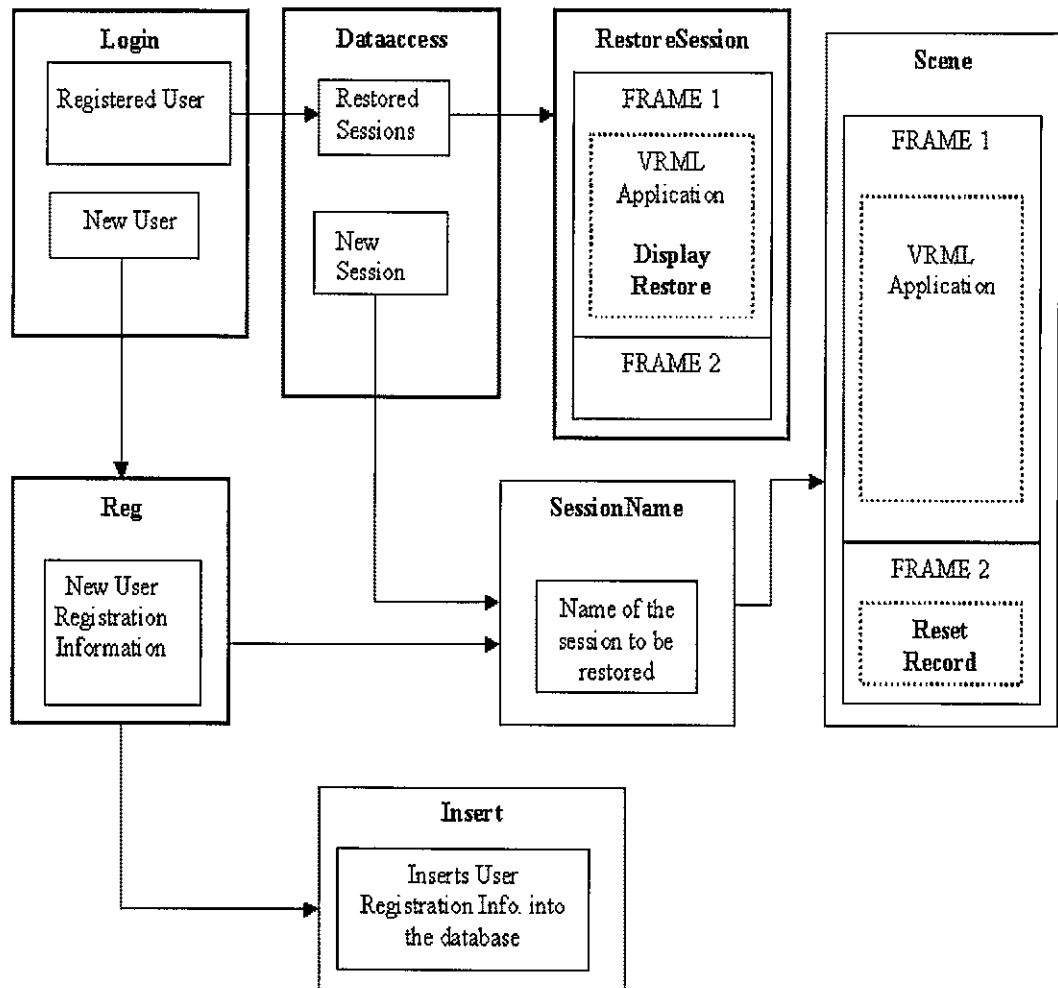 Login
Registered User
New User
Dataaccess
Restored
Sessions
New
Session
RestoreSession
FRAME 1
VRML
Application
Display
Restore
FRAME 2
Scene
FRAME 1
VRML
Application
FRAME 2
Reset
Record
Reg
New User
Registration
Information
SessionName
Name of the
session to be
restored
Insert
Inserts User
Registration Info. into
the database